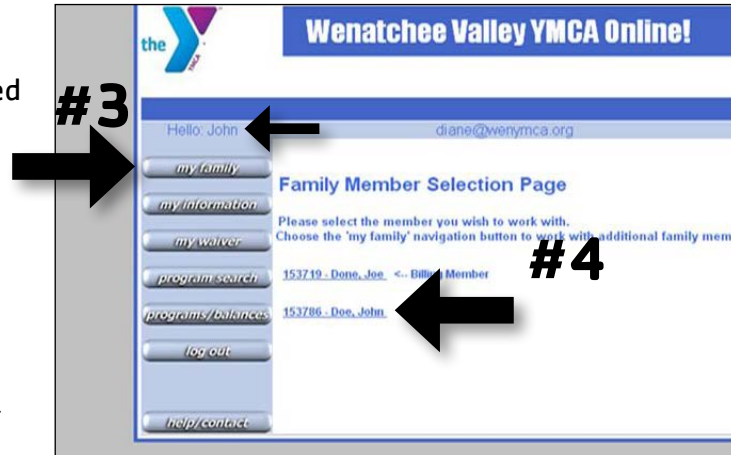 Wenatchee Valley YMCA Online!
the
YMCA
ed
#3
Hello: John
diane@wenymca.org
my family
Family Member Selection Page
my information
Please select the member you wish to work with.
Choose the 'my family' navigation button to work with additional family mem
my waiver
#4
program search
153719 - Done, Joe <-- Billing Member
programs/balances
153786 - Doe, John
log out
help/contact